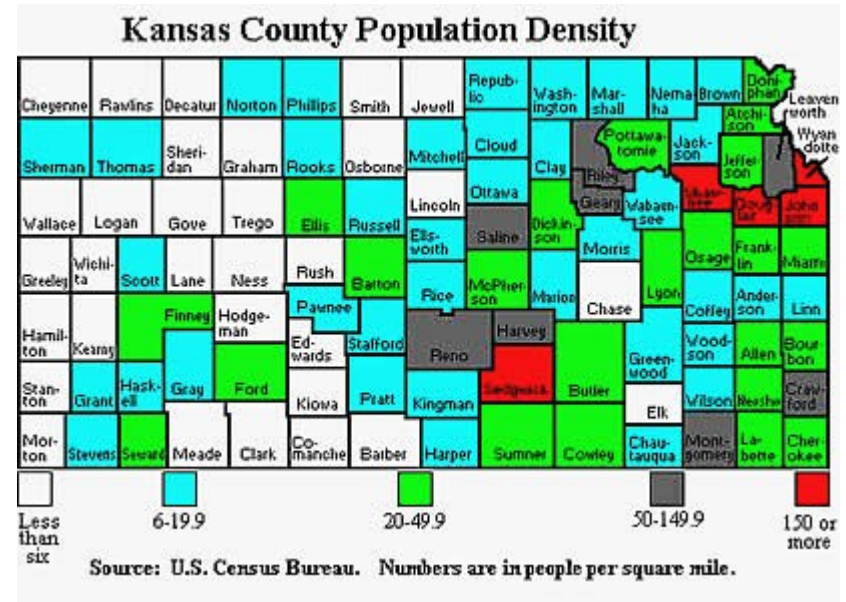 Kansas County Population Density
Cheyenne Rawlins Decatur Norton Phillips Smith Jewell Repub-
lic Wash-
ington Mar-
shall Nema
ha Brown Doni
phan
Leaven
worth
Atchi-
son
Wyan
dotte
Sherman Thomas Sheri-
dan Graham Rooks Osborne Mitchell Cloud Clay Riley Pottawa-
tomie Jack-
son Jeffer
son
Wallace Logan Gove Trego Ellis Russell Lincoln Ottawa
Saline Dickin-
son Geary Wabaun-
see Shaw-
nee Doug-
las John
son
Greeley Wichi-
ta Scott Lane Ness Rush Barton Ells-
worth
Rice McPher-
son Marion Morris
Chase Lyon Osage Frank-
lin Miami
Hamil-
ton Kearny Finney Hodge-
man Pawnee
Ed-
wards Stafford Reno Harvey
Sedgwick Butler Green-
wood Coffey Ander-
son Linn
Wood-
son Allen Bour-
bon
Stan-
ton Grant Hask-
ell Gray Ford Kiowa Pratt Kingman Elk Wilson Neosho Craw-
ford
Mor-
ton Stevens Seward Meade Clark Co-
manche Barber Harper Sumner Cowley Chau-
tauqua Mont-
gomery La-
bette Cher-
okee
Less
than
six
6-19.9
20-49.9
50-149.9
150 or
more
Source: U.S. Census Bureau. Numbers are in people per square mile.